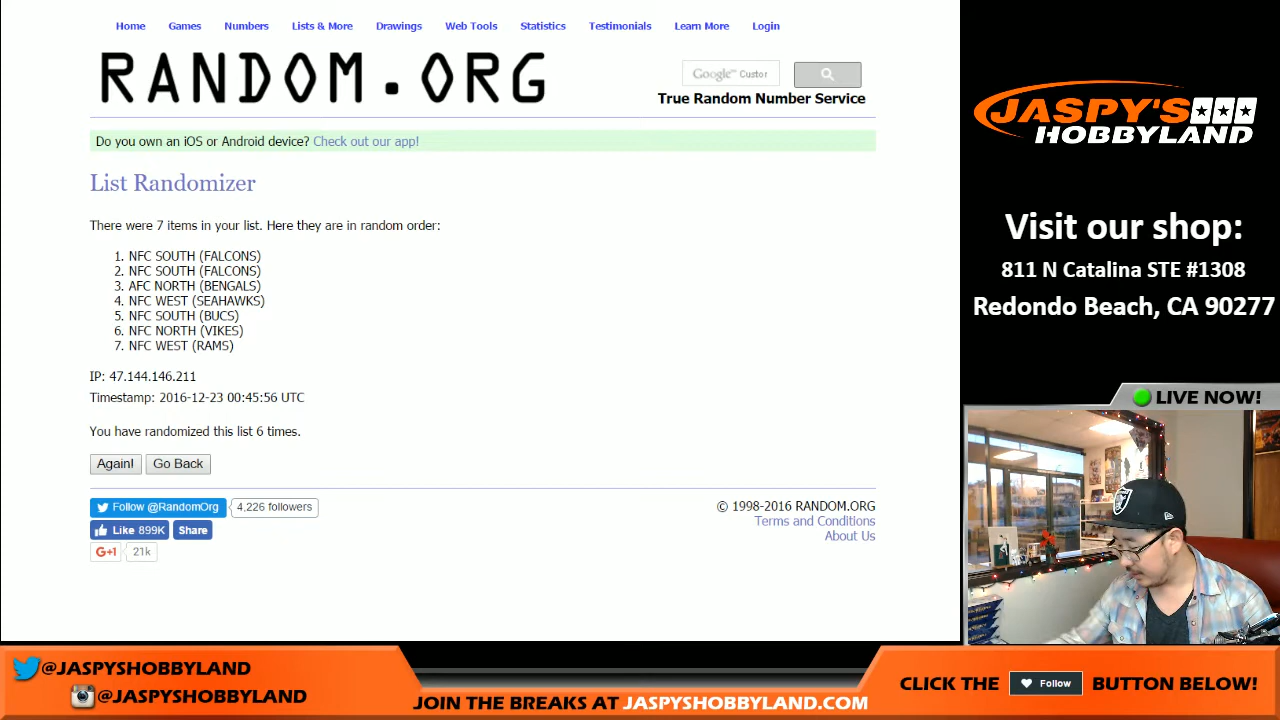 Home Games Numbers Lists & More Drawings Web Tools Statistics Testimonials Learn More Login
RANDOM.ORG
Google™ Custor
True Random Number Service
Do you own an iOS or Android device? Check out our app!
List Randomizer
There were 7 items in your list. Here they are in random order:
1. NFC SOUTH (FALCONS)
2. NFC SOUTH (FALCONS)
3. AFC NORTH (BENGALS)
4. NFC WEST (SEAHAWKS)
5. NFC SOUTH (BUCS)
6. NFC NORTH (VIKES)
7. NFC WEST (RAMS)
IP: 47.144.146.211
Timestamp: 2016-12-23 00:45:56 UTC
You have randomized this list 6 times.
Again! Go Back
Follow @RandomOrg 4,226 followers
Like 899K Share
G+1 21k
© 1998-2016 RANDOM.ORG
Terms and Conditions
About Us
JASPY'S
HOBBYLAND
Visit our shop:
811 N Catalina STE #1308
Redondo Beach, CA 90277
LIVE NOW!
@JASPYSHOBBYLAND
@JASPYSHOBBYLAND
JOIN THE BREAKS AT JASPYSHOBBYLAND.COM
CLICK THE Follow BUTTON BELOW!